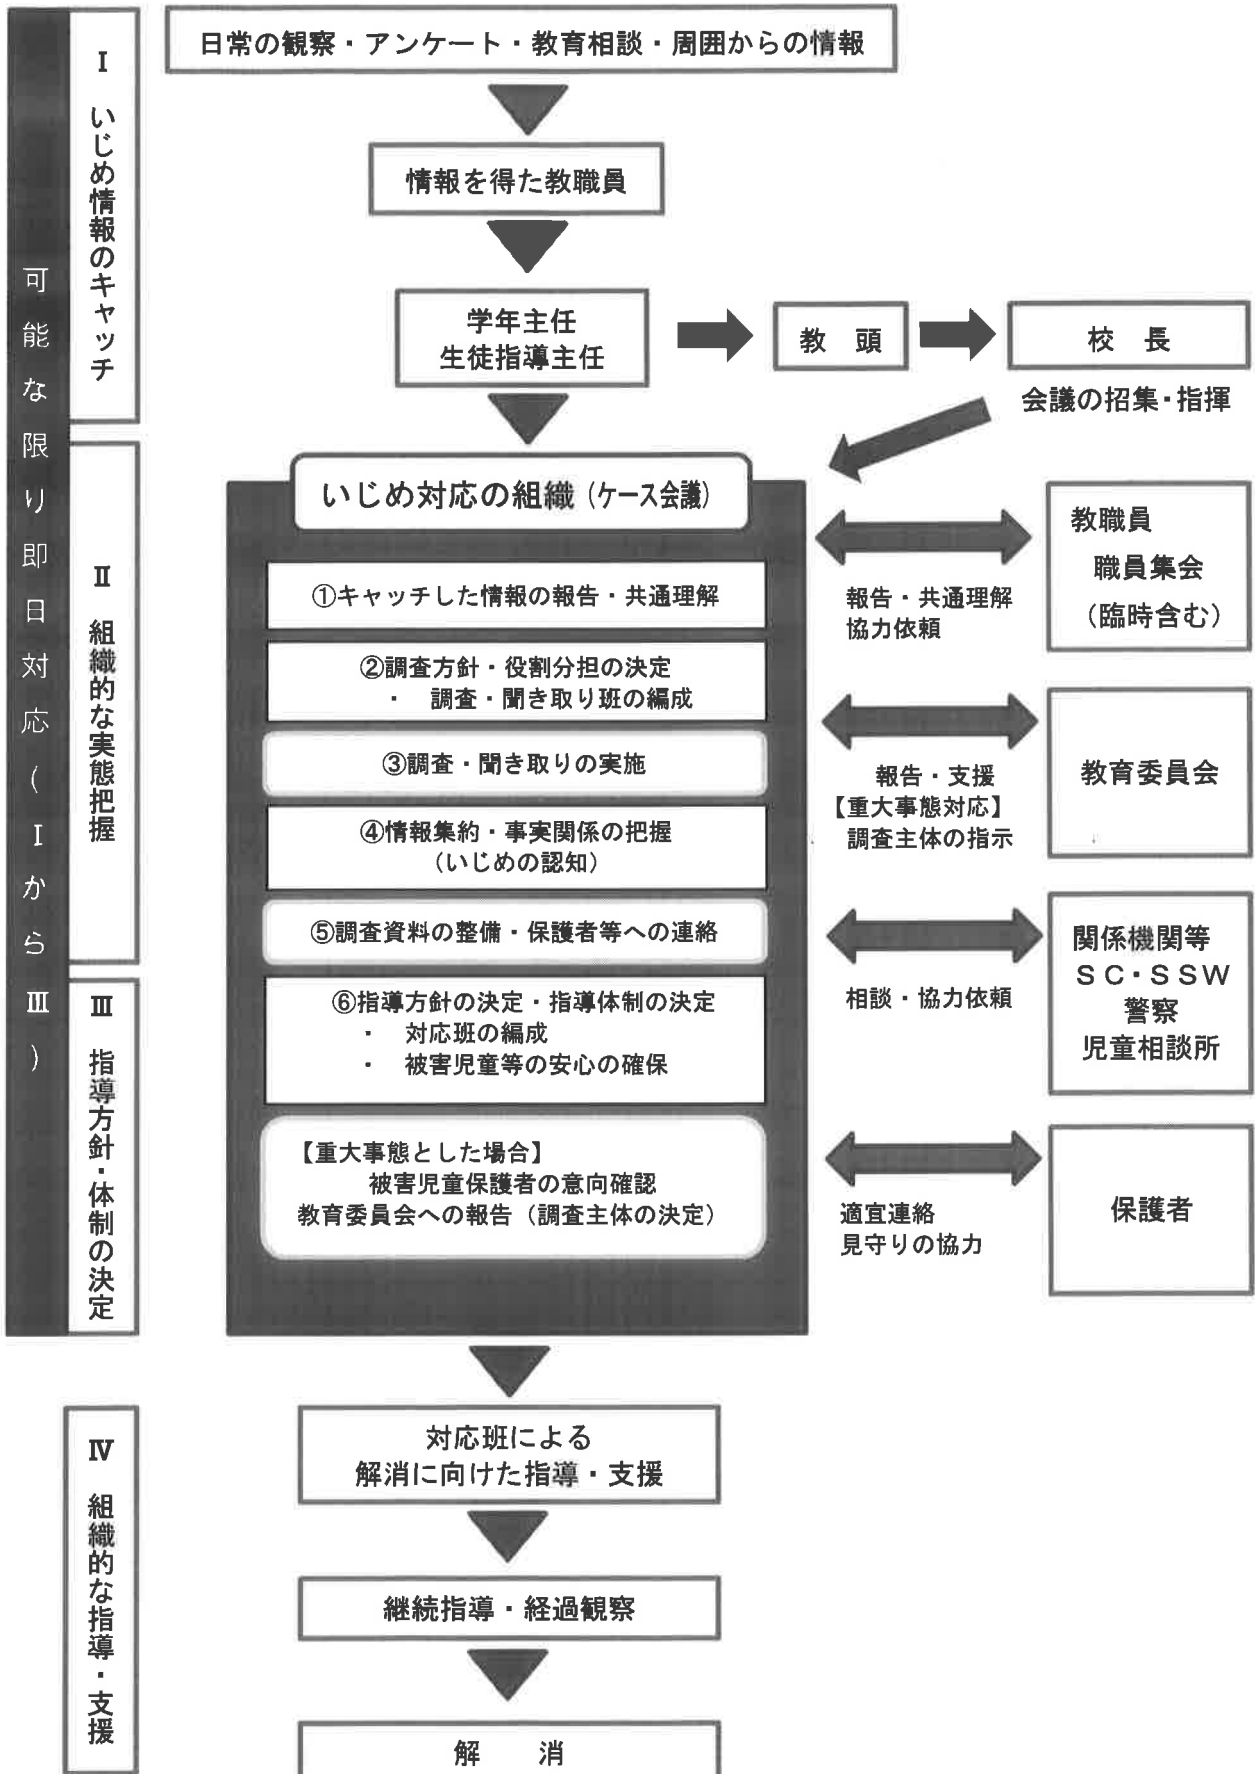 可能な限り即日対応(ⅠからⅢ)
Ⅰ いじめ情報のキャッチ
日常の観察・アンケート・教育相談・周囲からの情報
情報を得た教職員
学年主任
生徒指導主任
教 頭
校 長
会議の招集・指揮
Ⅱ 組織的な実態把握
いじめ対応の組織(ケース会議)
①キャッチした情報の報告・共通理解
②調査方針・役割分担の決定
・ 調査・聞き取り班の編成
③調査・聞き取りの実施
④情報集約・事実関係の把握
(いじめの認知)
⑤調査資料の整備・保護者等への連絡
Ⅲ 指導方針・体制の決定
⑥指導方針の決定・指導体制の決定
・ 対応班の編成
・ 被害児童等の安心の確保
【重大事態とした場合】
被害児童保護者の意向確認
教育委員会への報告(調査主体の決定)
報告・共通理解
協力依頼
教職員
職員集会
(臨時含む)
報告・支援
【重大事態対応】
調査主体の指示
教育委員会
相談・協力依頼
関係機関等
SC・SSW
警察
児童相談所
適宜連絡
見守りの協力
保護者
Ⅳ 組織的な指導・支援
対応班による
解消に向けた指導・支援
継続指導・経過観察
解 消